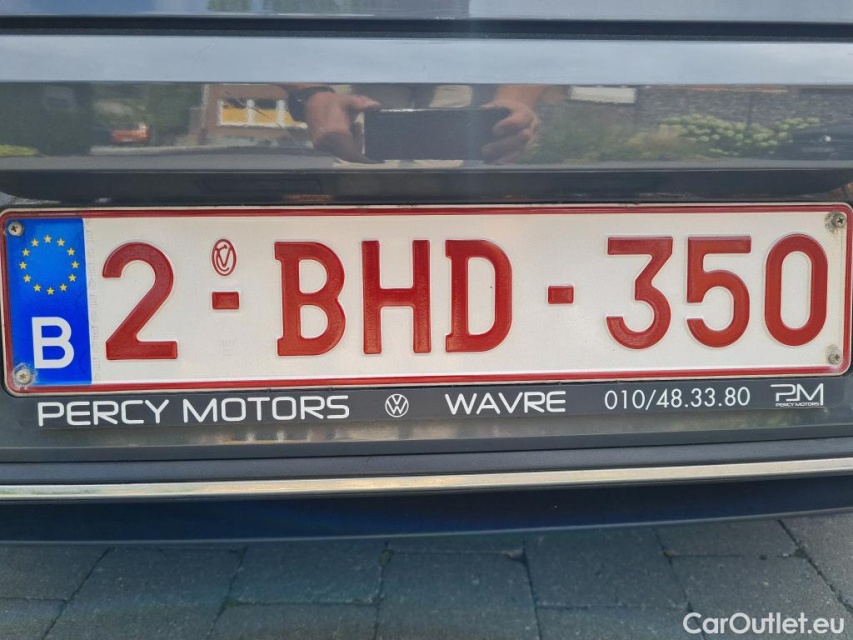 2-BHD-350
B
PERCY MOTORS WAVRE 010/48.33.80 PM
PERCY MOTORS
CarOutlet.eu